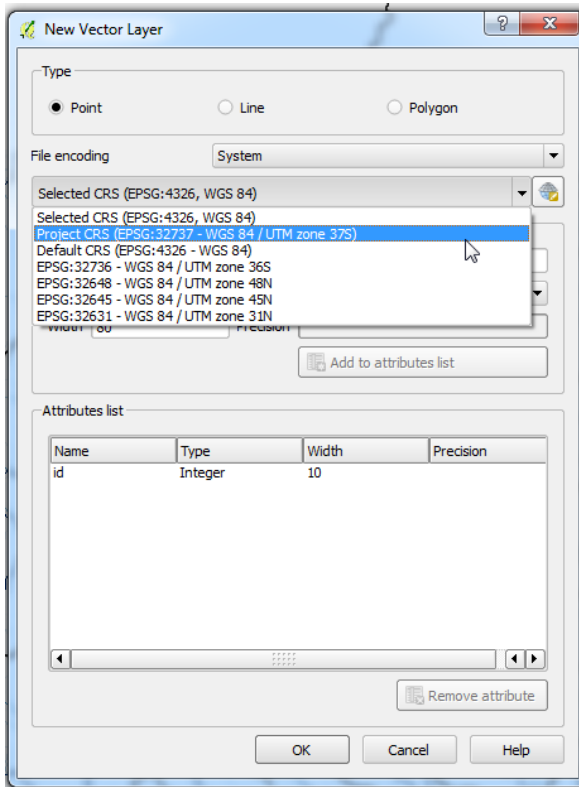 New Vector Layer
Type
Point Line Polygon
File encoding System
Selected CRS (EPSG:4326, WGS 84)
Selected CRS (EPSG:4326, WGS 84)
Project CRS (EPSG:32737 - WGS 84 / UTM zone 37S)
Default CRS (EPSG:4326 - WGS 84)
EPSG:32736 - WGS 84 / UTM zone 36S
EPSG:32648 - WGS 84 / UTM zone 48N
EPSG:32645 - WGS 84 / UTM zone 45N
EPSG:32631 - WGS 84 / UTM zone 31N
Width 80 Precision
Add to attributes list
Attributes list
Name Type Width Precision
id Integer 10
Remove attribute
OK Cancel Help